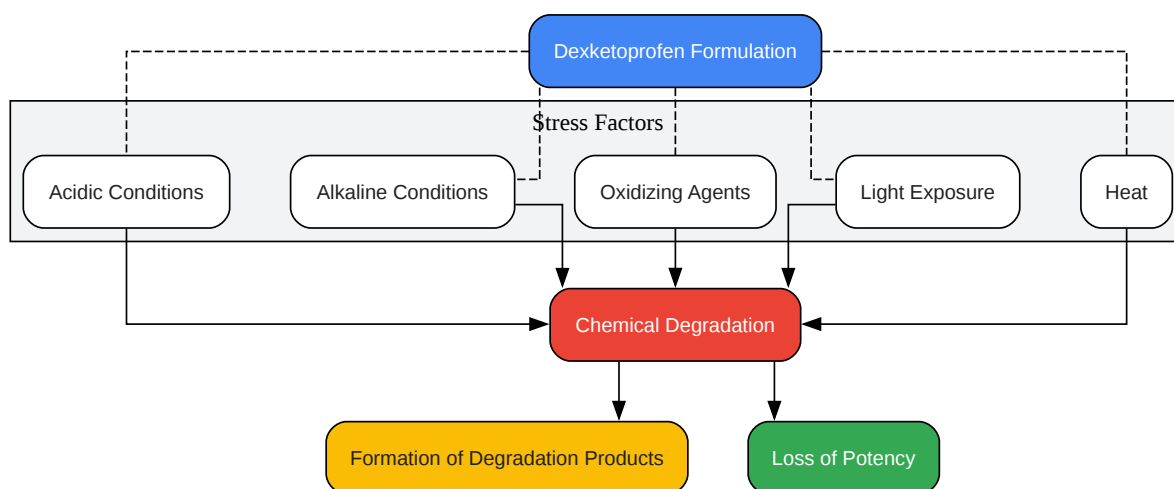 Dexketoprofen Formulation
Stress Factors
Acidic Conditions
Alkaline Conditions
Oxidizing Agents
Light Exposure
Heat
Chemical Degradation
Formation of Degradation Products
Loss of Potency